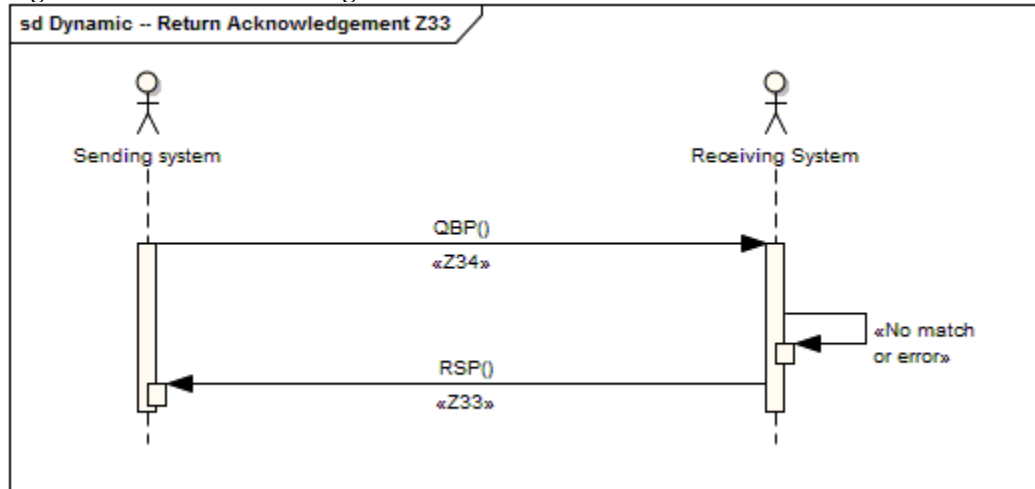 sd Dynamic -- Return Acknowledgement Z33
Sending system
Receiving System
QBP()
«Z34»
«No match
or error»
RSP()
«Z33»